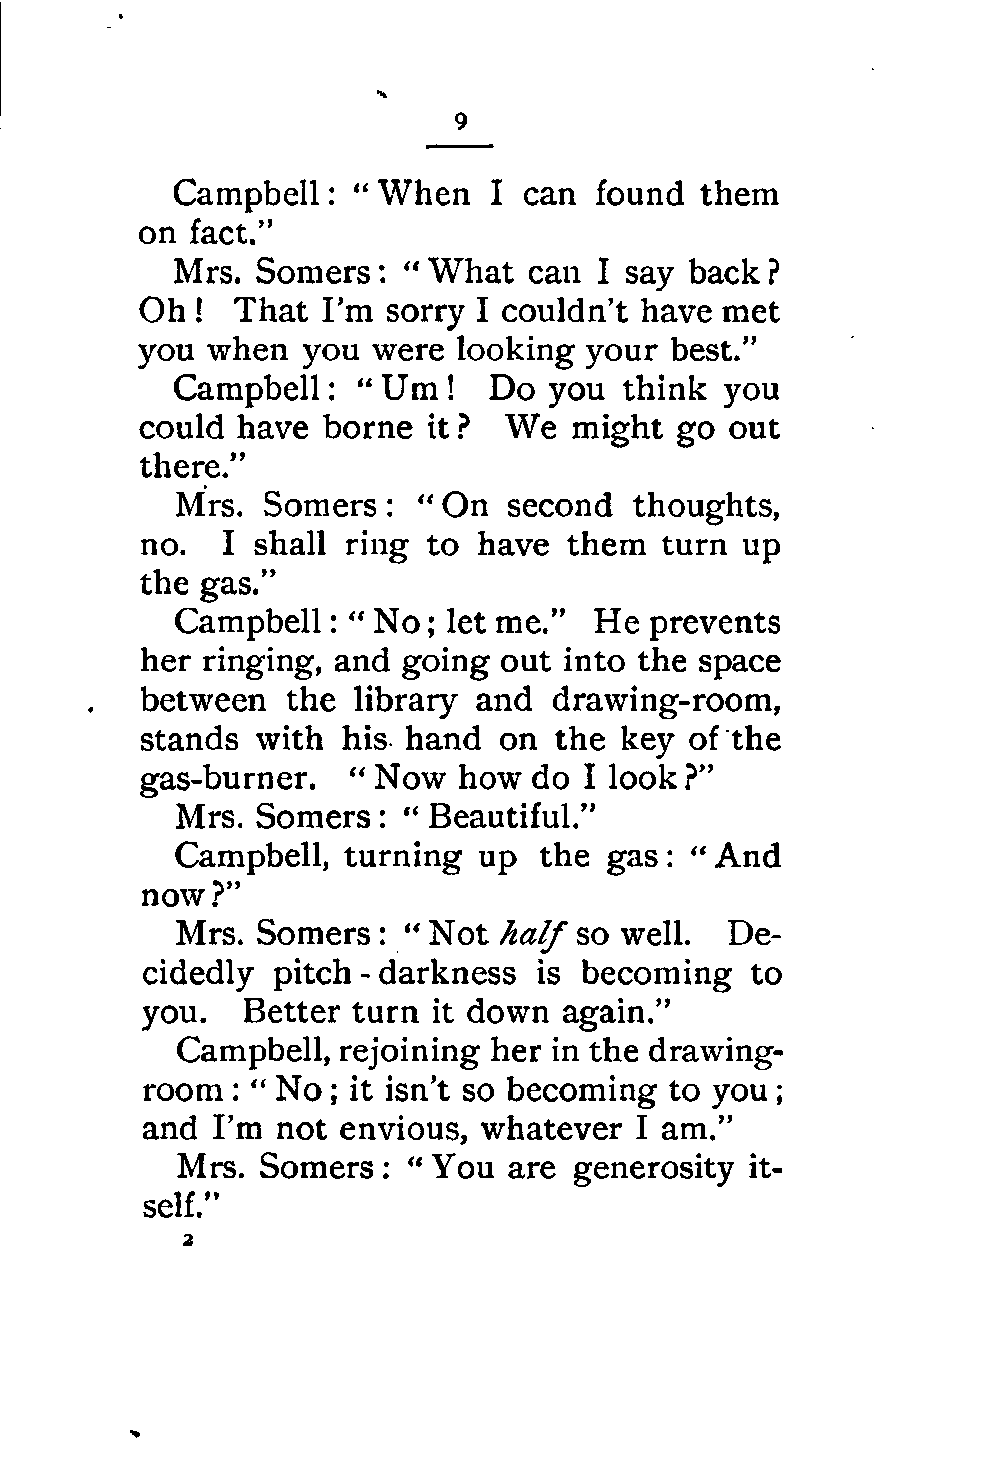 9
Campbell: “When I can found them
on fact.”
Mrs. Somers: “What can I say back?
Oh! That I'm sorry I couldn't have met
you when you were looking your best.”
Campbell: “Um! Do you think you
could have borne it? We might go out
there.”
Mrs. Somers: “On second thoughts,
no. I shall ring to have them turn up
the gas.”
Campbell: “No; let me.” He prevents
her ringing, and going out into the space
between the library and drawing-room,
stands with his hand on the key of the
gas-burner. “Now how do I look?”
Mrs. Somers: “Beautiful.”
Campbell, turning up the gas: “And
now?”
Mrs. Somers: “Not half so well. De-
cidedly pitch-darkness is becoming to
you. Better turn it down again.”
Campbell, rejoining her in the drawing-
room: “No; it isn't so becoming to you;
and I'm not envious, whatever I am.”
Mrs. Somers: “You are generosity it-
self.”
2